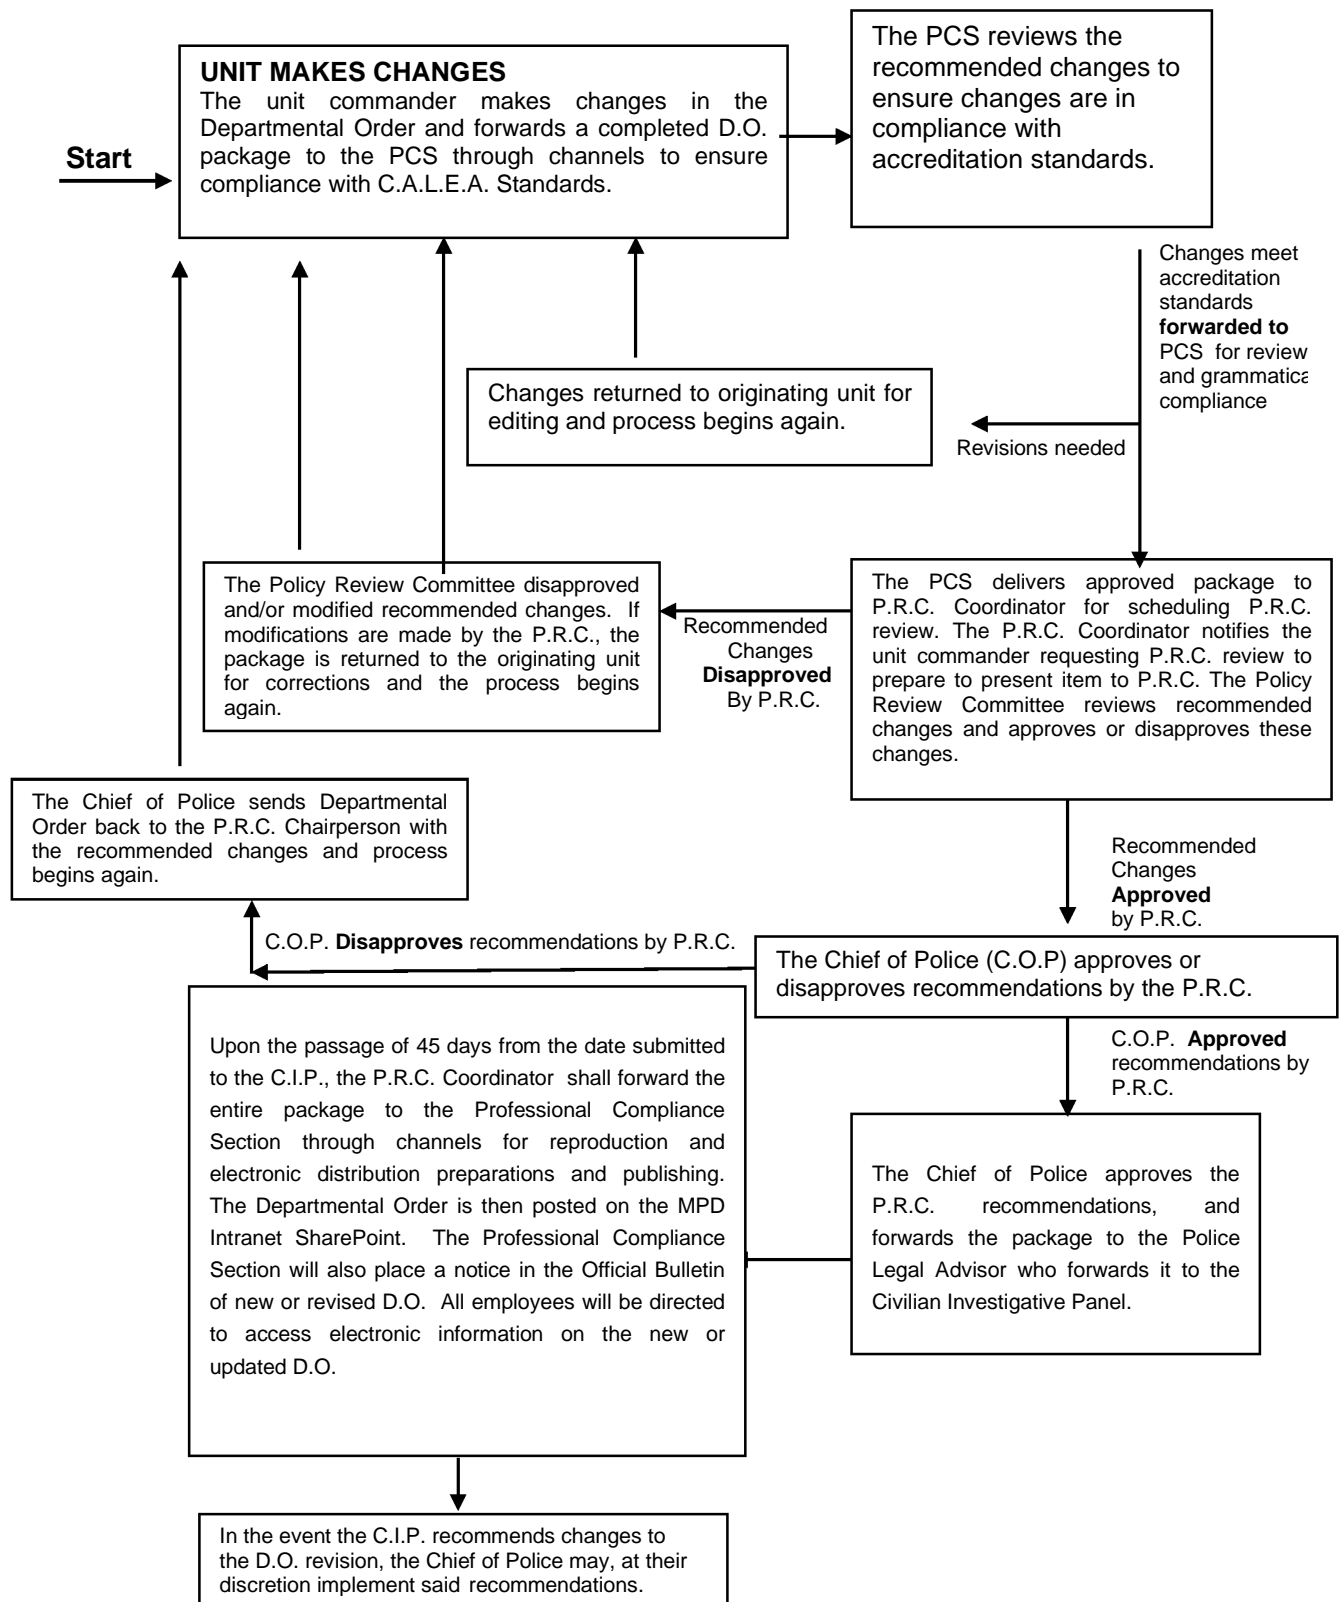 UNIT MAKES CHANGES
The unit commander makes changes in the
Departmental Order and forwards a completed D.O.
package to the PCS through channels to ensure
compliance with C.A.L.E.A. Standards.
The PCS reviews the
recommended changes to
ensure changes are in
compliance with
accreditation standards.
Start
Changes meet
accreditation
standards
forwarded to
PCS for review
and grammatica
compliance
Changes returned to originating unit for
editing and process begins again.
Revisions needed
The Policy Review Committee disapproved
and/or modified recommended changes. If
modifications are made by the P.R.C., the
package is returned to the originating unit
for corrections and the process begins
again.
Recommended
Changes
Disapproved
By P.R.C.
The PCS delivers approved package to
P.R.C. Coordinator for scheduling P.R.C.
review. The P.R.C. Coordinator notifies the
unit commander requesting P.R.C. review to
prepare to present item to P.R.C. The Policy
Review Committee reviews recommended
changes and approves or disapproves these
changes.
The Chief of Police sends Departmental
Order back to the P.R.C. Chairperson with
the recommended changes and process
begins again.
Recommended
Changes
Approved
by P.R.C.
C.O.P. Disapproves recommendations by P.R.C.
The Chief of Police (C.O.P) approves or
disapproves recommendations by the P.R.C.
C.O.P. Approved
recommendations by
P.R.C.
Upon the passage of 45 days from the date submitted
to the C.I.P., the P.R.C. Coordinator shall forward the
entire package to the Professional Compliance
Section through channels for reproduction and
electronic distribution preparations and publishing.
The Departmental Order is then posted on the MPD
Intranet SharePoint. The Professional Compliance
Section will also place a notice in the Official Bulletin
of new or revised D.O. All employees will be directed
to access electronic information on the new or
updated D.O.
The Chief of Police approves the
P.R.C. recommendations, and
forwards the package to the Police
Legal Advisor who forwards it to the
Civilian Investigative Panel.
In the event the C.I.P. recommends changes to
the D.O. revision, the Chief of Police may, at their
discretion implement said recommendations.